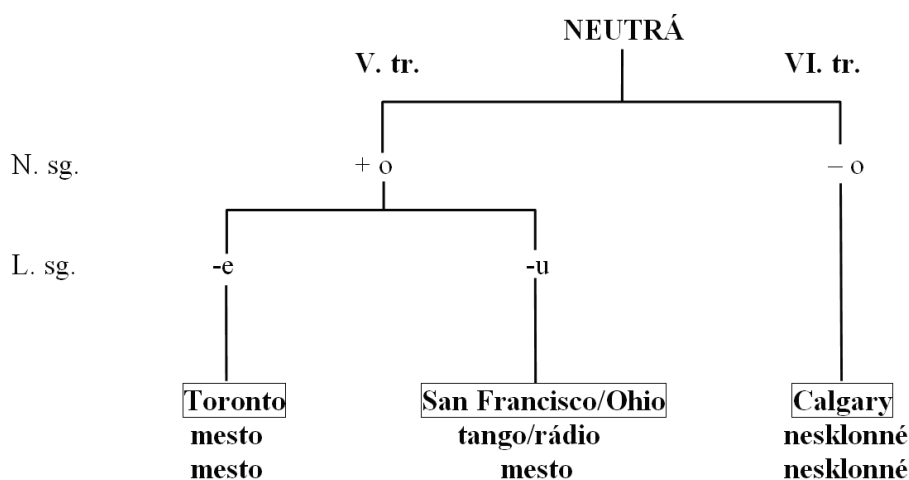 NEUTRÁ
V. tr. VI. tr.
N. sg. + o – o
L. sg. -e -u
Toronto San Francisco/Ohio Calgary
mesto tango/rádio nesklonné
mesto mesto nesklonné